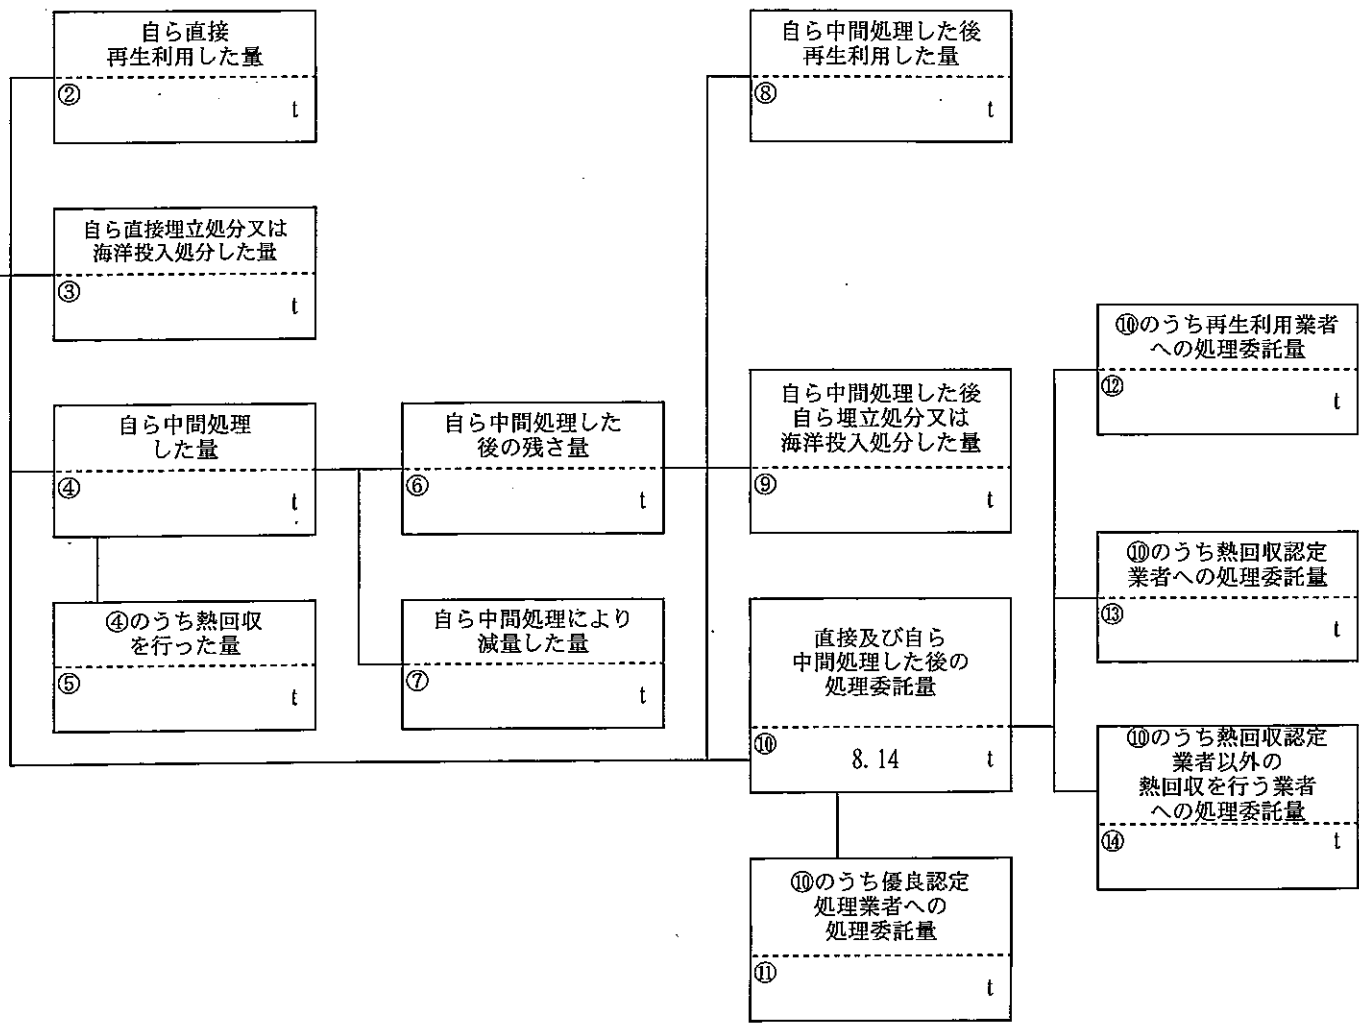 自ら直接
再生利用した量
②
t
自ら中間処理した後
再生利用した量
⑧
t
自ら直接埋立処分又は
海洋投入処分した量
③
t
⑩のうち再生利用業者
への処理委託量
⑫
t
自ら中間処理
した量
④
t
自ら中間処理した
後の残さ量
⑥
t
自ら中間処理した後
自ら埋立処分又は
海洋投入処分した量
⑨
t
⑩のうち熱回収認定
業者への処理委託量
⑬
t
④のうち熱回収
を行った量
⑤
t
自ら中間処理により
減量した量
⑦
t
直接及び自ら
中間処理した後の
処理委託量
⑩
8.14 t
⑩のうち熱回収認定
業者以外の
熱回収を行う業者
への処理委託量
⑭
t
⑩のうち優良認定
処理業者への
処理委託量
⑪
t